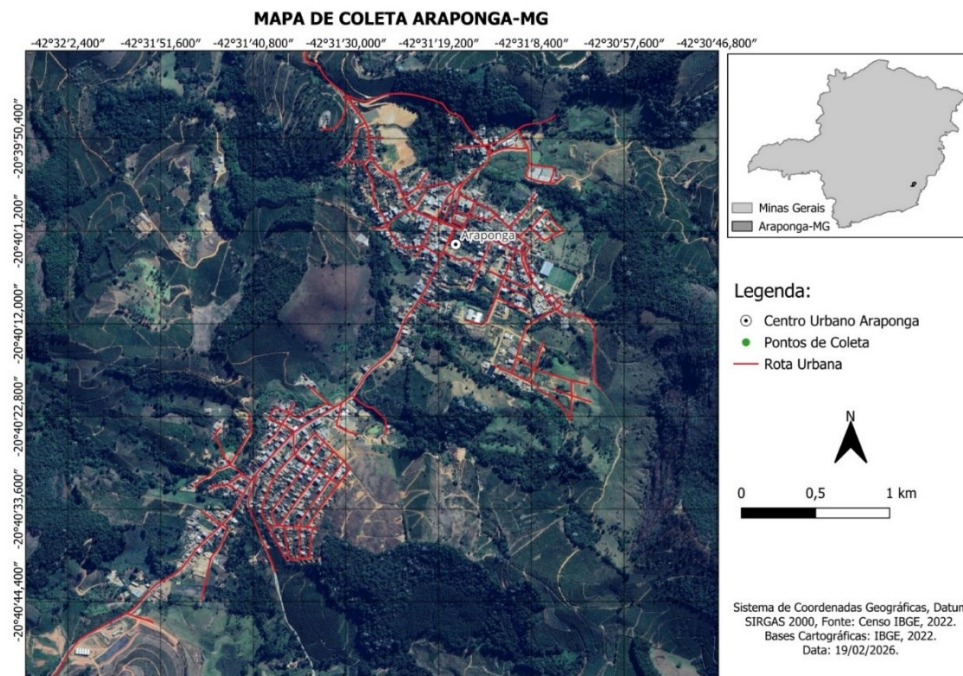 MAPA DE COLETA ARAPONGA-MG
-42°32′2,400″ -42°31′51,600″ -42°31′40,800″ -42°31′30,000″ -42°31′19,200″ -42°31′8,400″ -42°30′57,600″ -42°30′46,800″
-20°39′50,400″
-20°40′1,200″
-20°40′12,000″
-20°40′22,800″
-20°40′33,600″
-20°40′44,400″
Araponga
Minas Gerais
Araponga-MG
Legenda:
Centro Urbano Araponga
Pontos de Coleta
Rota Urbana
N
0 0,5 1 km
Sistema de Coordenadas Geográficas, Datum
SIRGAS 2000, Fonte: Censo IBGE, 2022.
Bases Cartográficas: IBGE, 2022.
Data: 19/02/2026.